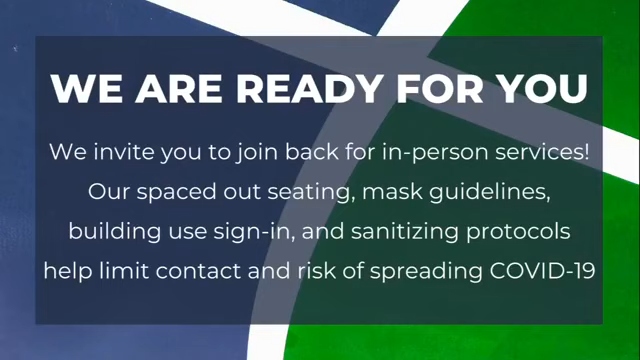 WE ARE READY FOR YOU
We invite you to join back for in-person services!
Our spaced out seating, mask guidelines,
building use sign-in, and sanitizing protocols
help limit contact and risk of spreading COVID-19